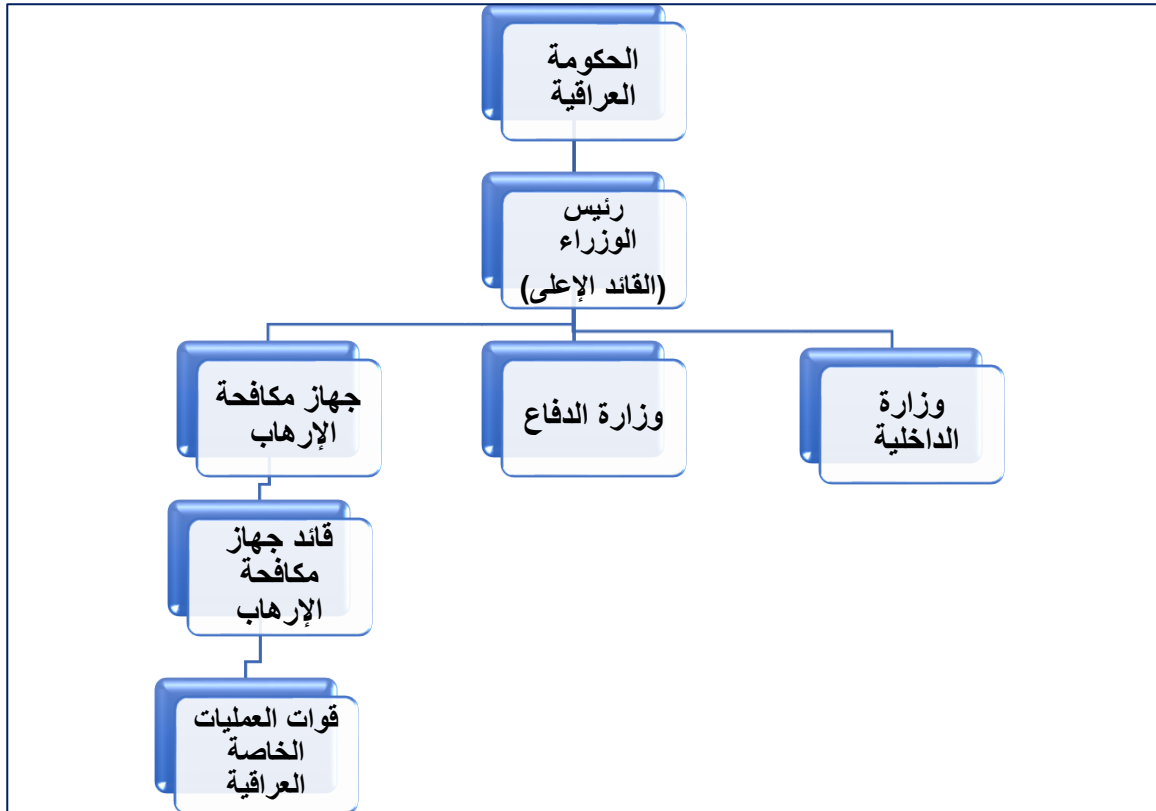 الحكومة
العراقية
رئيس
الوزراء
(القائد الإعلى)
جهاز مكافحة
الإرهاب
وزارة الدفاع
وزارة
الداخلية
قائد جهاز
مكافحة
الإرهاب
قوات العمليات
الخاصة
العراقية